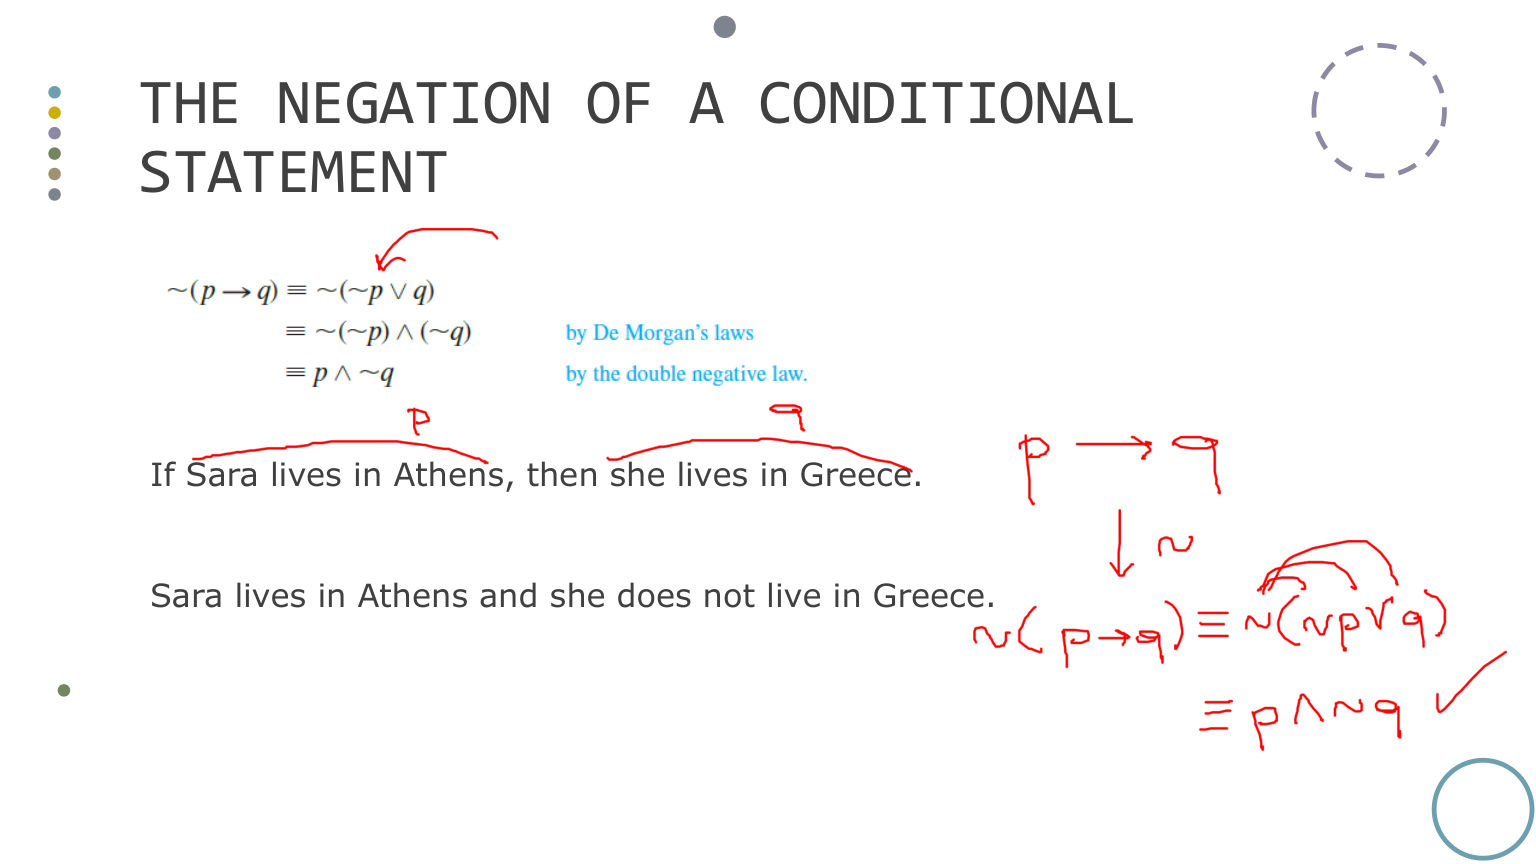 THE NEGATION OF A CONDITIONAL
STATEMENT
~(p → q) ≡ ~(~p ∨ q)
≡ ~(~p) ∧ (~q) by De Morgan's laws
≡ p ∧ ~q by the double negative law.
p q
If Sara lives in Athens, then she lives in Greece.
p → q
~
Sara lives in Athens and she does not live in Greece.
~(p → q) ≡ ~(~p ∨ q)
≡ p ∧ ~q ✓